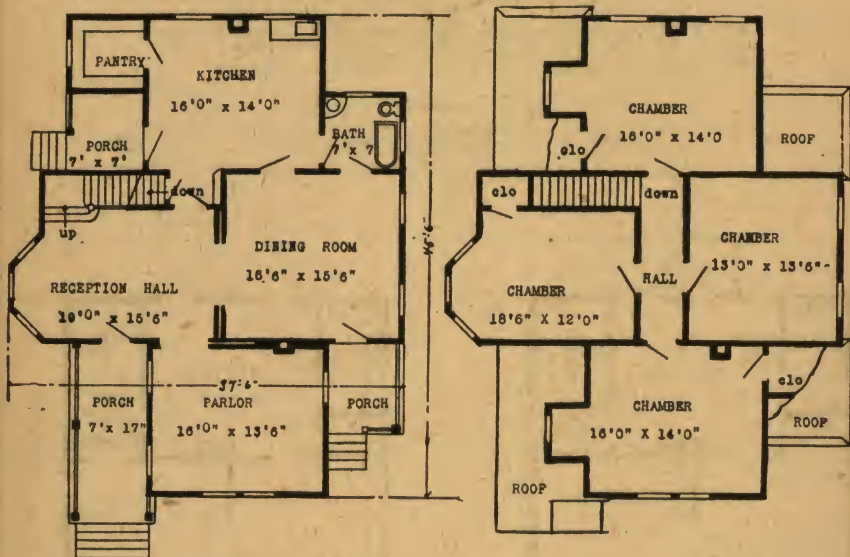 PANTRY
KITCHEN
16'0" x 14'0"
PORCH
7' x 7'
BATH
7' x 7
down
up
DINING ROOM
16'6" x 15'6"
RECEPTION HALL
19'0" x 15'6"
37'-6"
PORCH
7' x 17"
PARLOR
16'0" x 13'6"
PORCH
CHAMBER
16'0" x 14'0
clo
ROOF
clo
down
CHAMBER
13'0" x 13'6"
HALL
CHAMBER
18'6" X 12'0"
clo
CHAMBER
16'0" X 14'0"
ROOF
ROOF